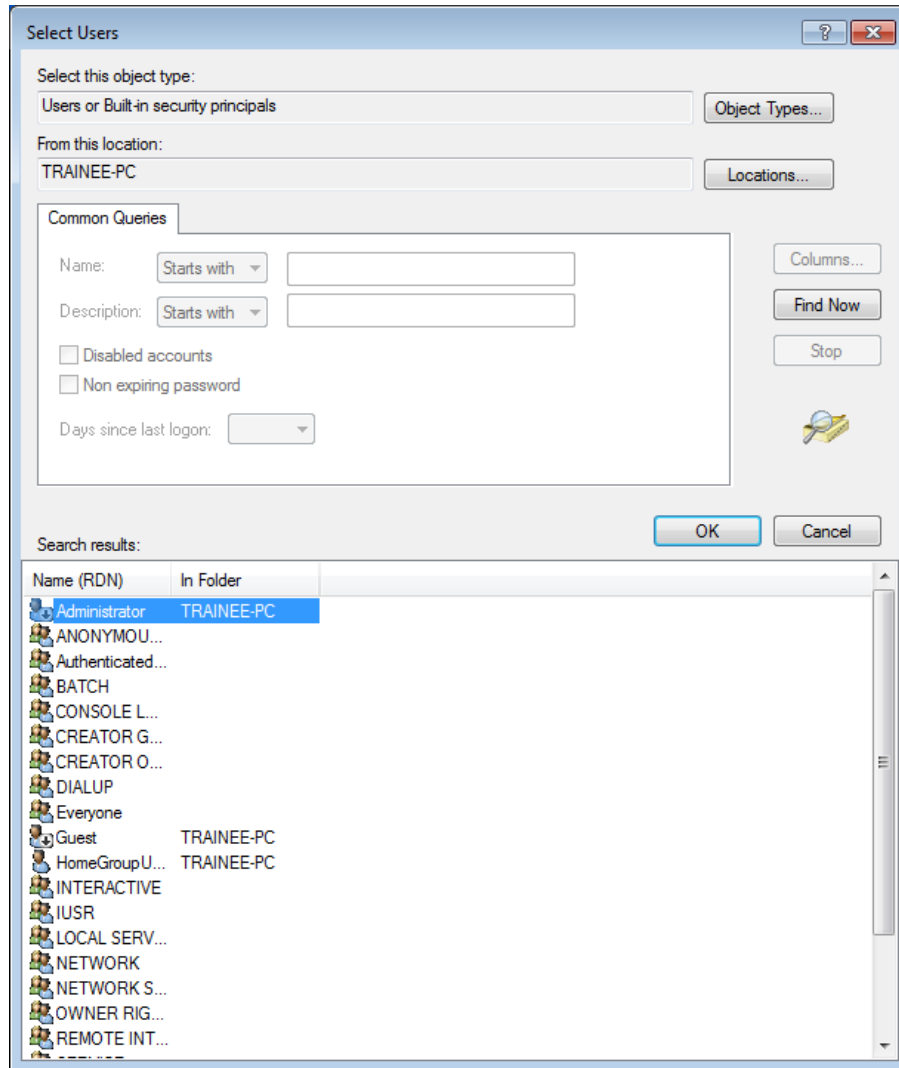 Select Users
Select this object type:
Users or Built-in security principals
Object Types...
From this location:
TRAINEE-PC
Locations...
Common Queries
Name:
Starts with
Columns...
Description:
Starts with
Find Now
Disabled accounts
Stop
Non expiring password
Days since last logon:
OK
Cancel
Search results:
Name (RDN) In Folder
Administrator TRAINEE-PC
ANONYMOU...
Authenticated...
BATCH
CONSOLE L...
CREATOR G...
CREATOR O...
DIALUP
Everyone
Guest TRAINEE-PC
HomeGroupU... TRAINEE-PC
INTERACTIVE
IUSR
LOCAL SERV...
NETWORK
NETWORK S...
OWNER RIG...
REMOTE INT...